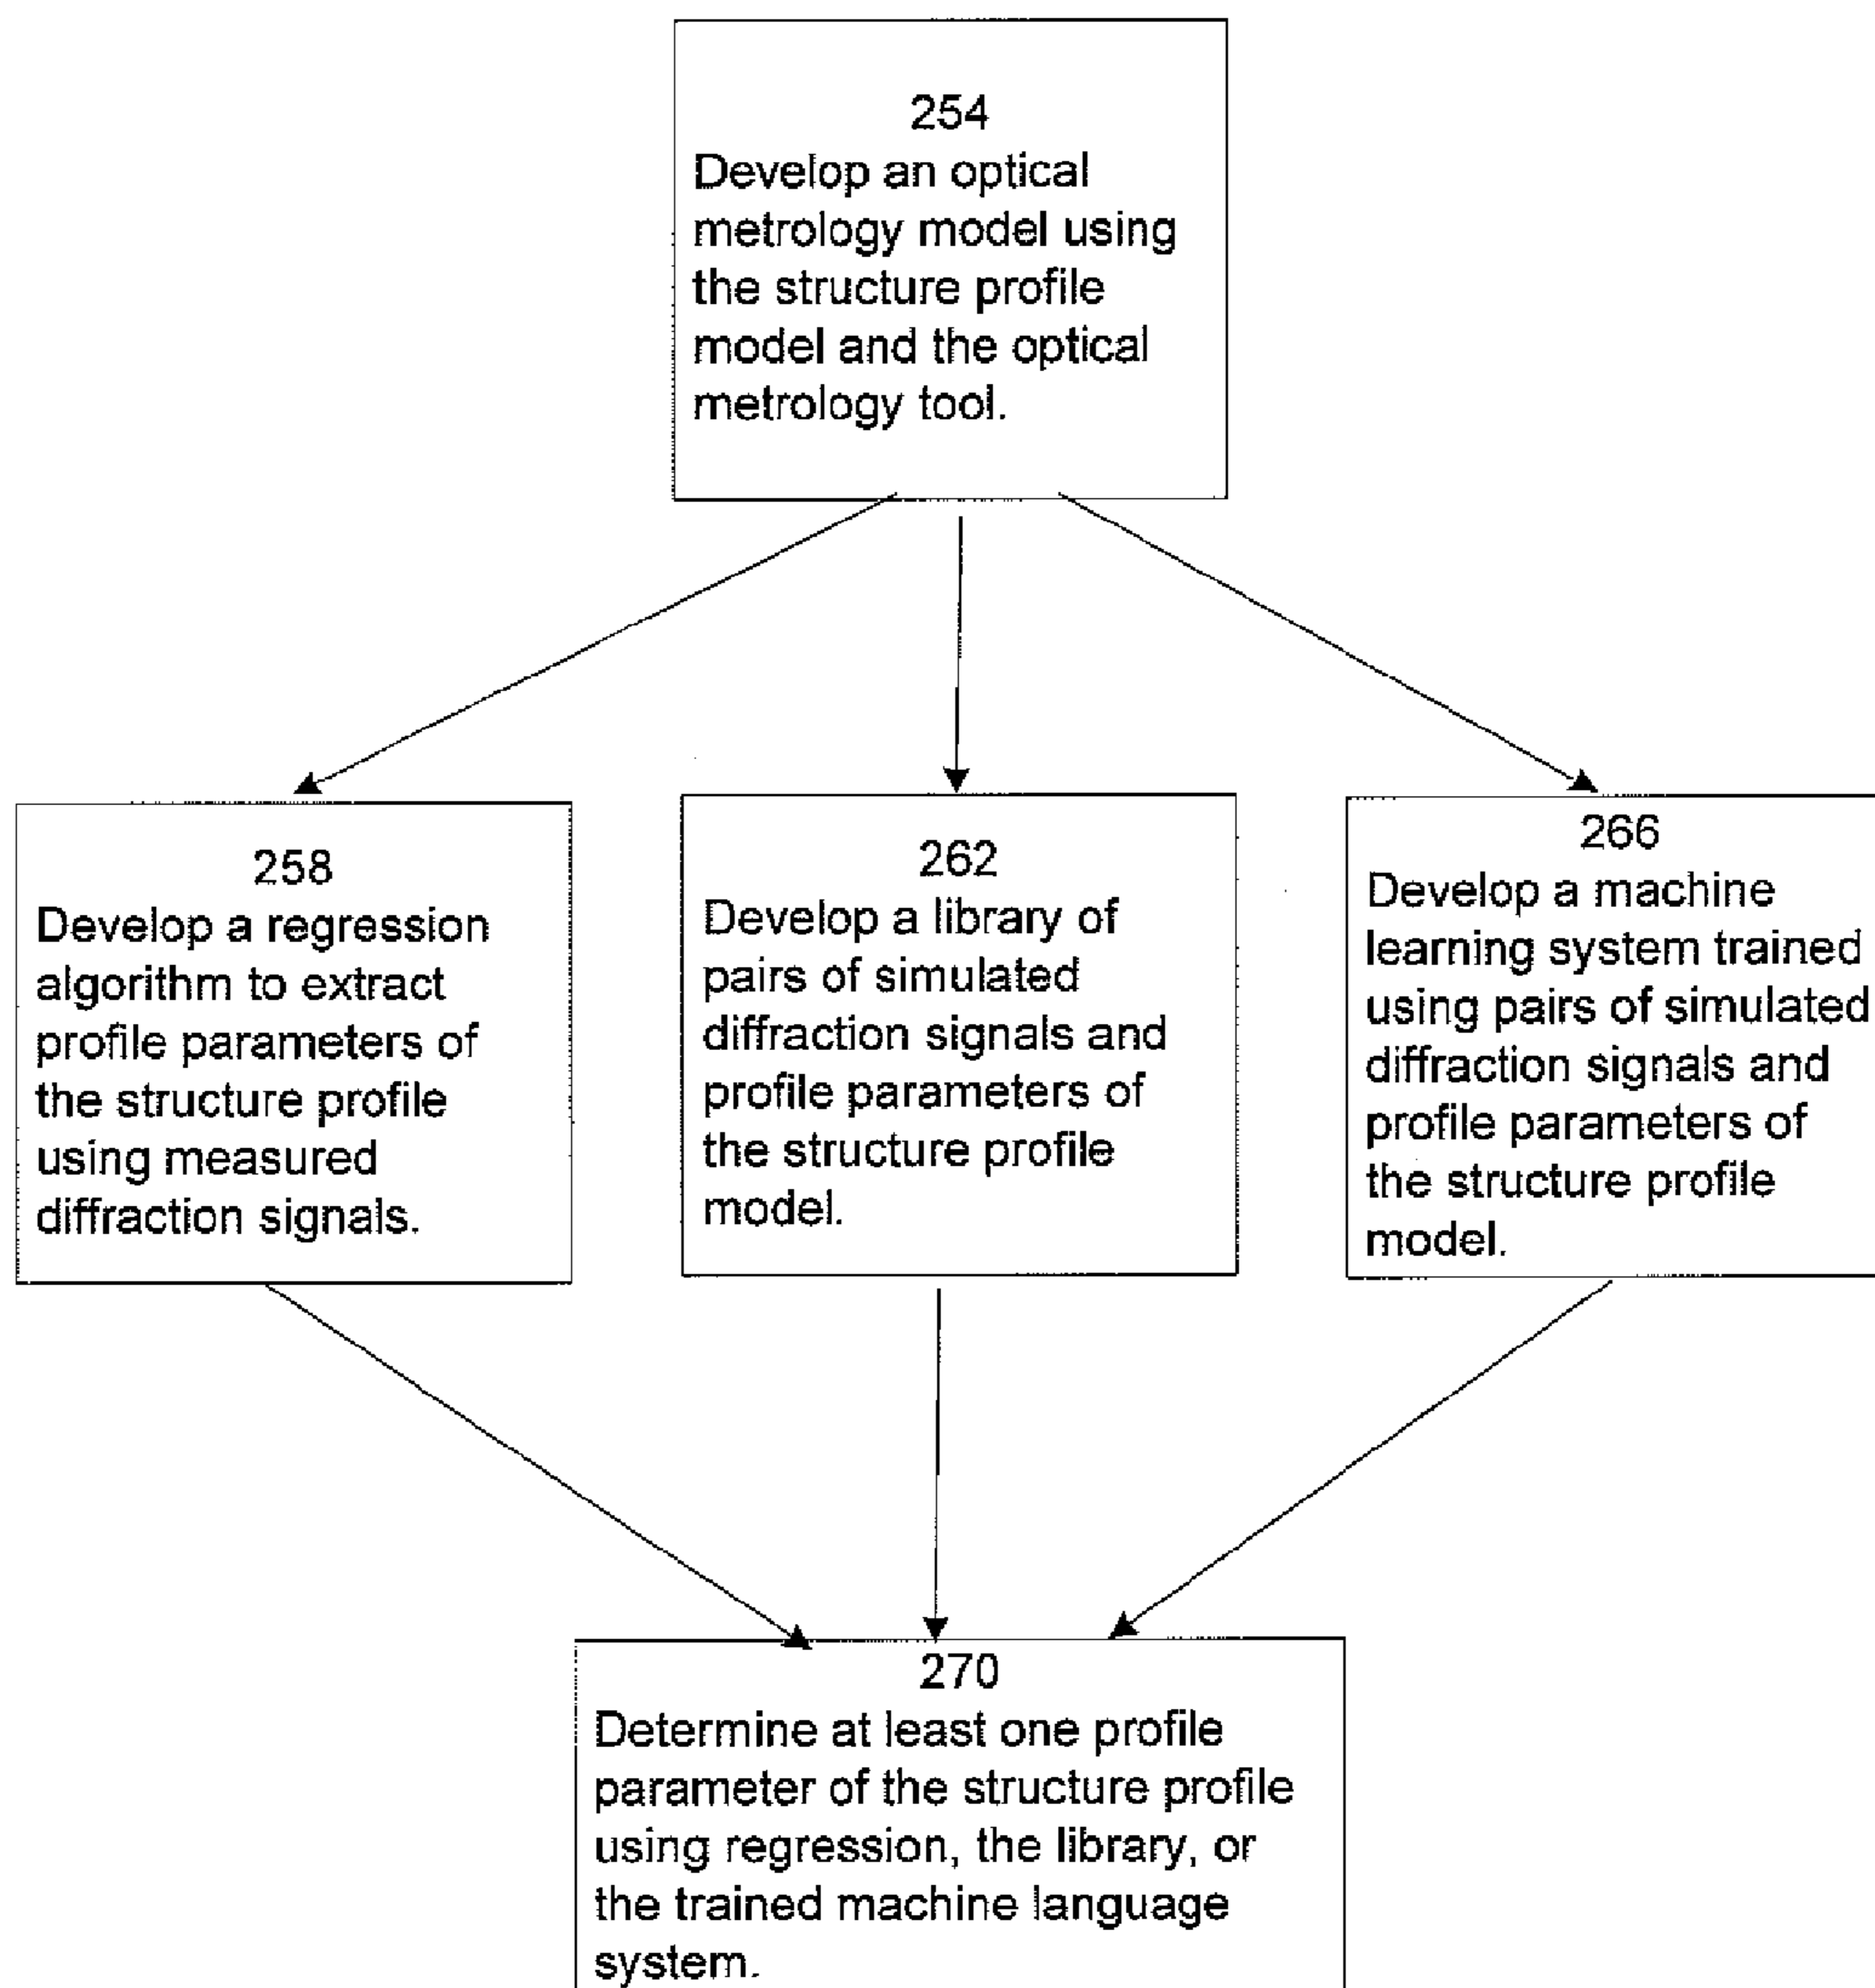 254
Develop an optical
metrology model using
the structure profile
model and the optical
metrology tool.
258
Develop a regression
algorithm to extract
profile parameters of
the structure profile
using measured
diffraction signals.
262
Develop a library of
pairs of simulated
diffraction signals and
profile parameters of
the structure profile
model.
266
Develop a machine
learning system trained
using pairs of simulated
diffraction signals and
profile parameters of
the structure profile
model.
270
Determine at least one profile
parameter of the structure profile
using regression, the library, or
the trained machine language
system.